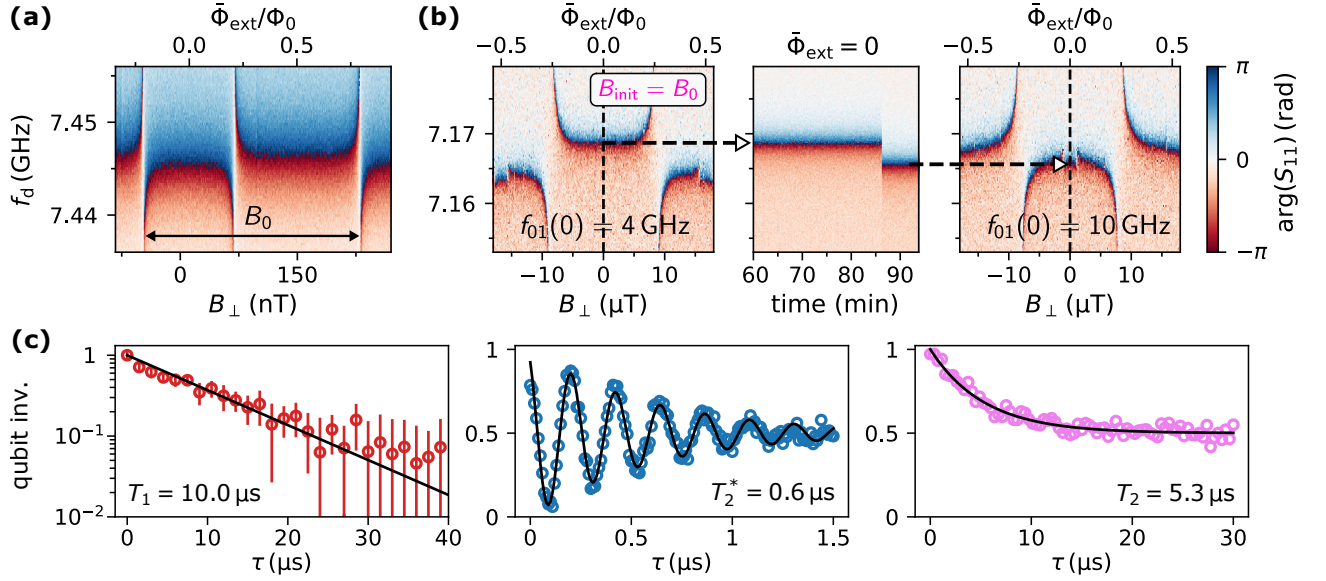 (a)
Φ̄ext/Φ0
0.0 0.5
7.45
7.44
fd (GHz)
B0
0 150
B⊥ (nT)
(b)
Φ̄ext/Φ0
−0.5 0.0 0.5
7.17
7.16
Binit = B0
f01(0) = 4 GHz
−10 0 10
B⊥ (μT)
Φ̄ext = 0
60 70 80 90
time (min)
Φ̄ext/Φ0
−0.5 0.0 0.5
f01(0) = 10 GHz
−10 0 10
B⊥ (μT)
π
0
−π
arg(S11) (rad)
(c)
qubit inv.
1
10−1
10−2
T1 = 10.0 μs
0 10 20 30 40
τ (μs)
1
0.5
0
T2* = 0.6 μs
0 0.5 1 1.5
τ (μs)
1
0.5
0
T2 = 5.3 μs
0 10 20 30
τ (μs)